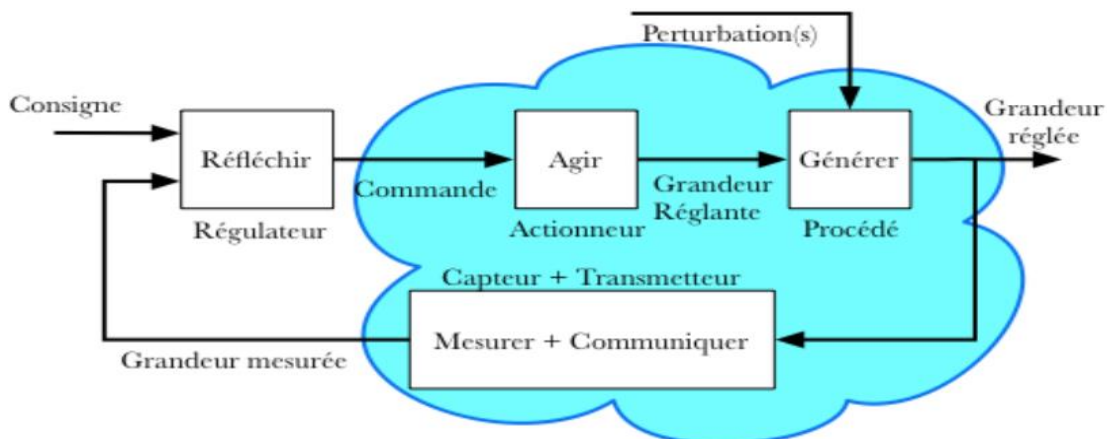 Perturbation(s)
Consigne
Grandeur
réglée
Réfléchir
Agir
Générer
Commande
Grandeur
Réglante
Régulateur
Actionneur
Procédé
Capteur + Transmetteur
Mesurer + Communiquer
Grandeur mesurée